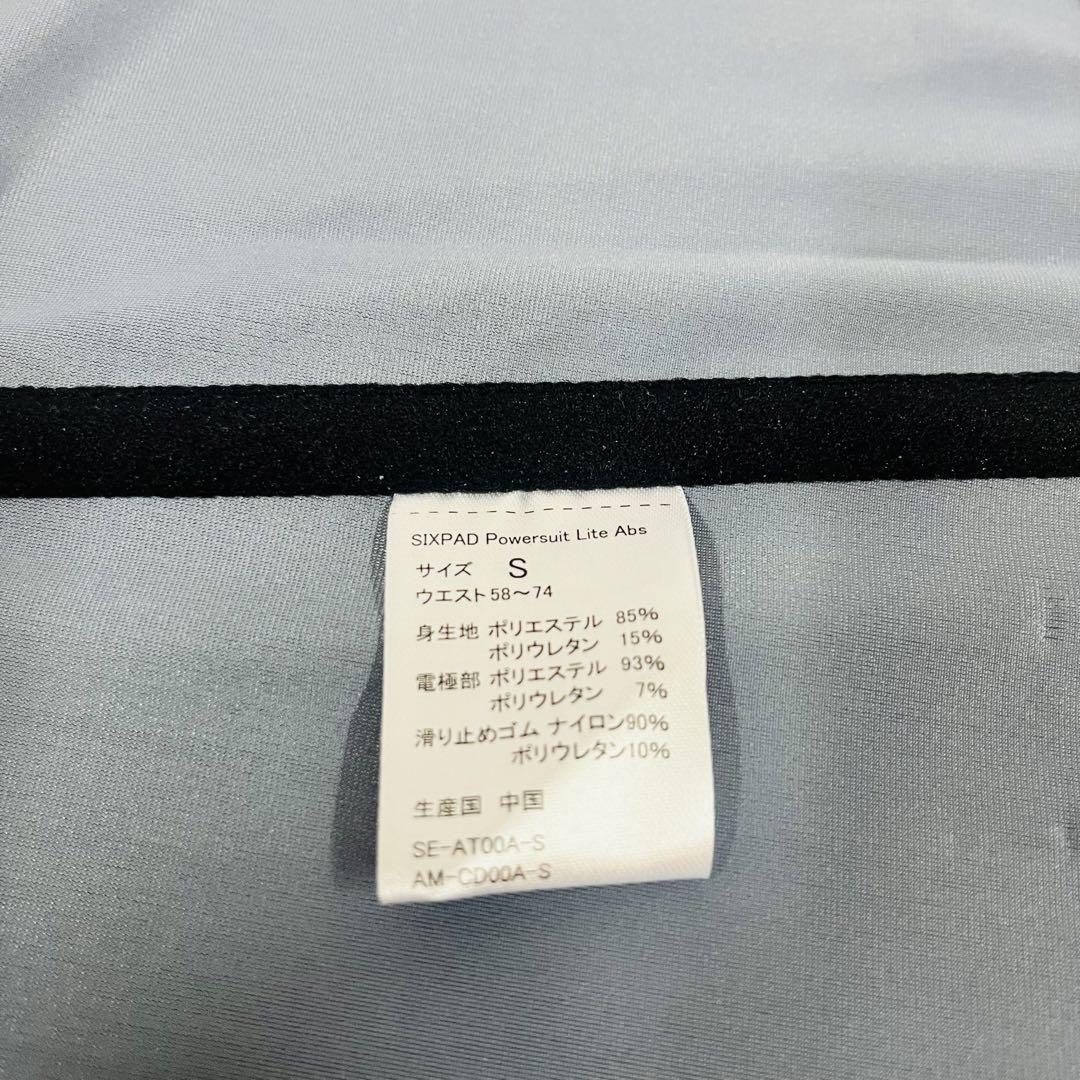 SIXPAD Powersuit Lite Abs
サイズ S
ウエスト58～74
身生地 ポリエステル 85%
ポリウレタン 15%
電極部 ポリエステル 93%
ポリウレタン 7%
滑り止めゴム ナイロン90%
ポリウレタン10%
生産国 中国
SE-AT00A-S
AM-CD00A-S